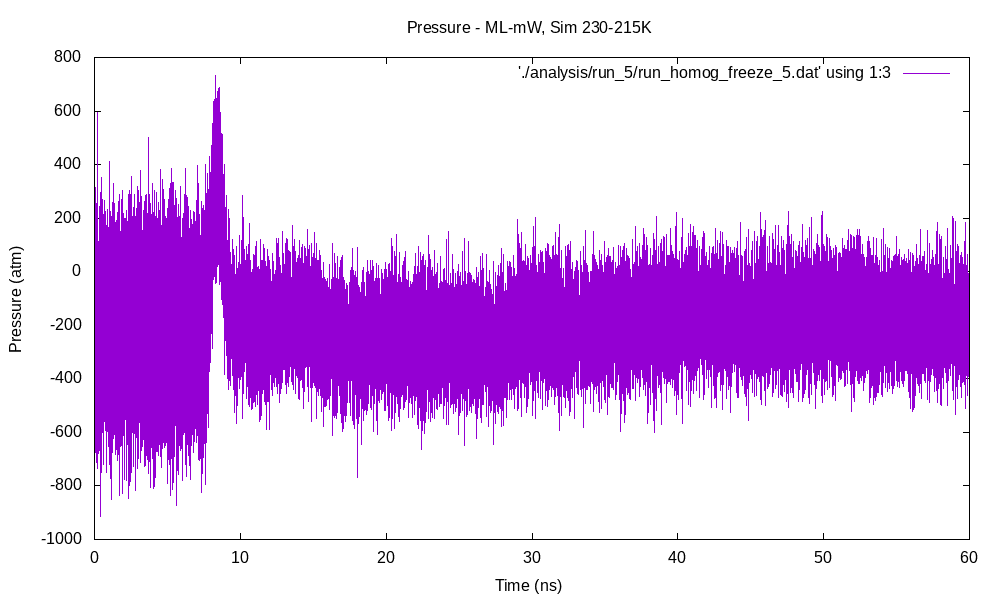 Pressure - ML-mW, Sim 230-215K
'./analysis/run_5/run_homog_freeze_5.dat' using 1:3
800
600
400
200
0
-200
-400
-600
-800
-1000
Pressure (atm)
0 10 20 30 40 50 60
Time (ns)